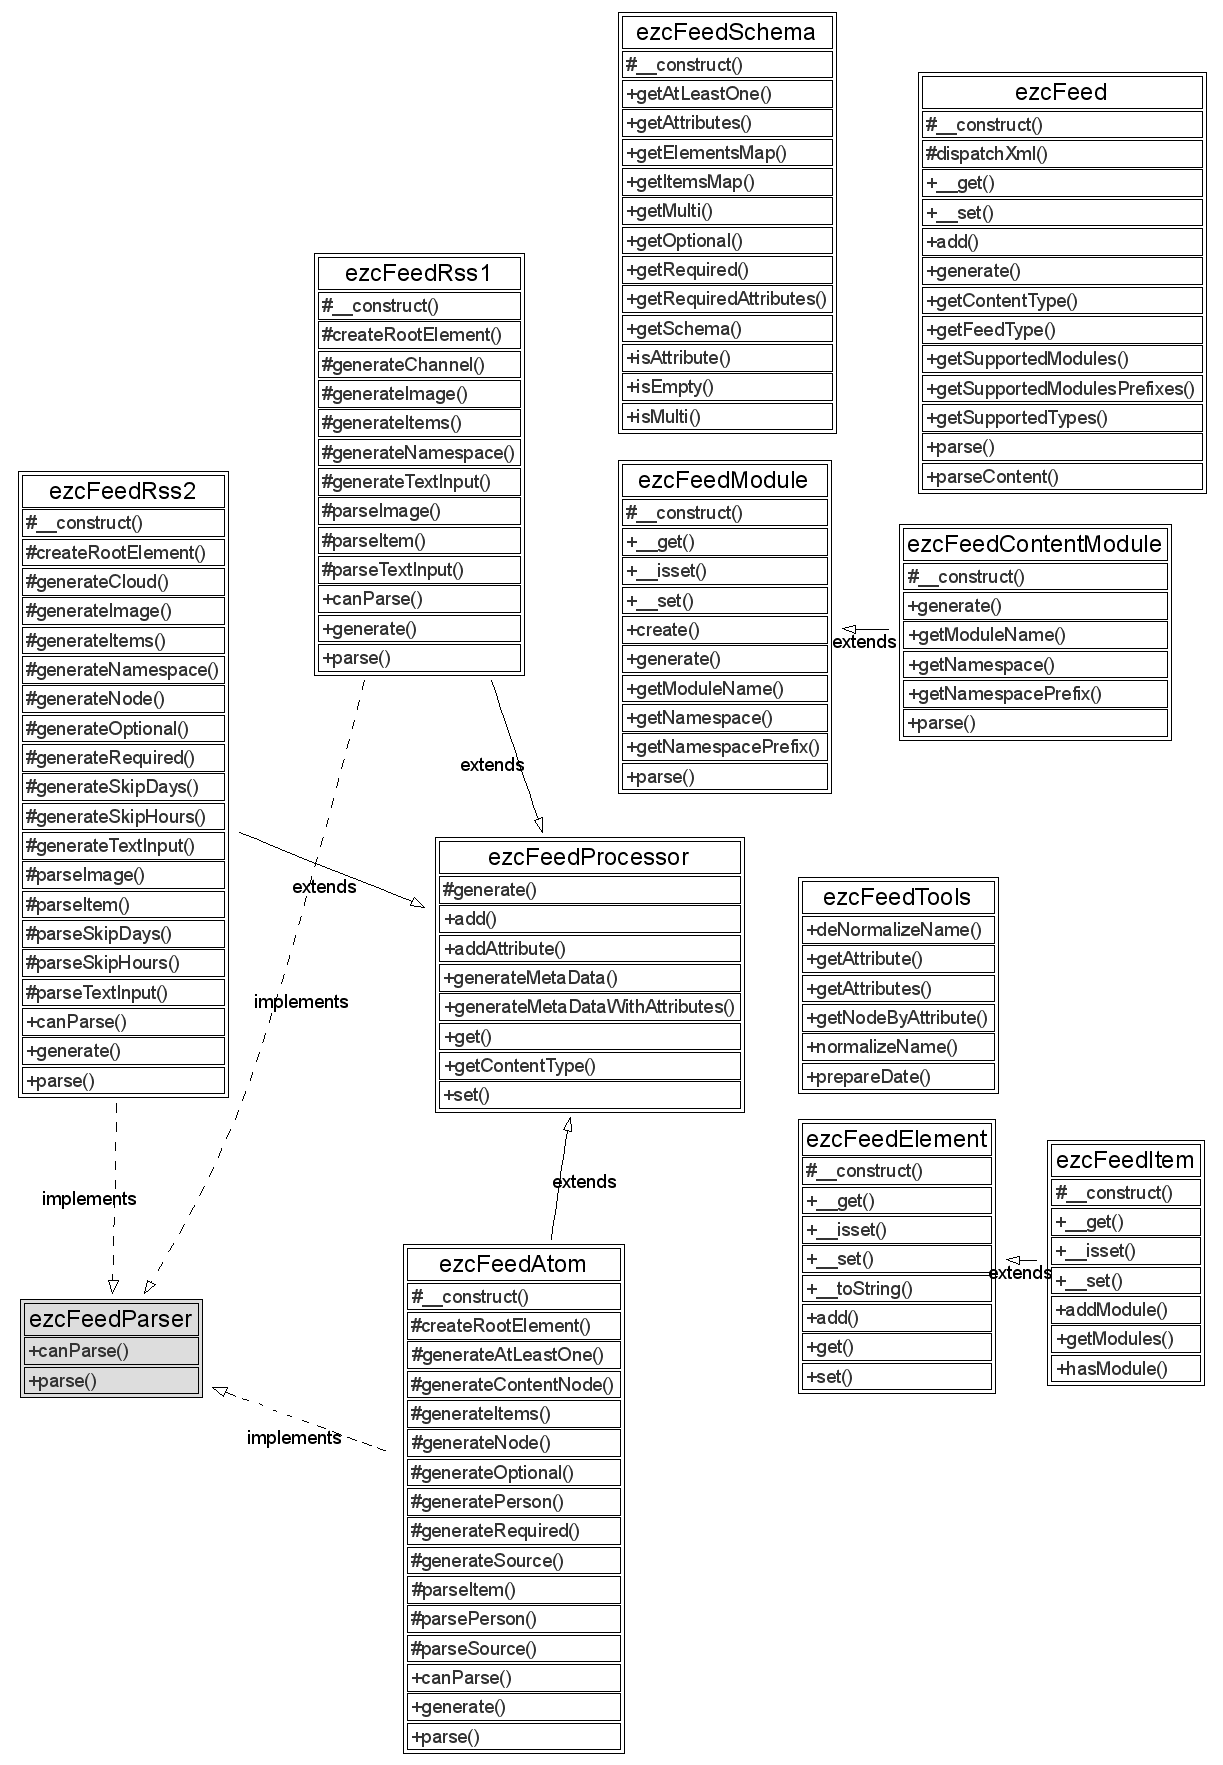 ezcFeedSchema
#__construct()
+getAtLeastOne()
+getAttributes()
+getElementsMap()
+getItemsMap()
+getMulti()
+getOptional()
+getRequired()
+getRequiredAttributes()
+getSchema()
+isAttribute()
+isEmpty()
+isMulti()
ezcFeed
#__construct()
#dispatchXml()
+__get()
+__set()
+add()
+generate()
+getContentType()
+getFeedType()
+getSupportedModules()
+getSupportedModulesPrefixes()
+getSupportedTypes()
+parse()
+parseContent()
ezcFeedRss1
#__construct()
#createRootElement()
#generateChannel()
#generateImage()
#generateItems()
#generateNamespace()
#generateTextInput()
#parseImage()
#parseItem()
#parseTextInput()
+canParse()
+generate()
+parse()
ezcFeedModule
#__construct()
+__get()
+__isset()
+__set()
+create()
+generate()
+getModuleName()
+getNamespace()
+getNamespacePrefix()
+parse()
extends
ezcFeedContentModule
#__construct()
+generate()
+getModuleName()
+getNamespace()
+getNamespacePrefix()
+parse()
ezcFeedRss2
#__construct()
#createRootElement()
#generateCloud()
#generateImage()
#generateItems()
#generateNamespace()
#generateNode()
#generateOptional()
#generateRequired()
#generateSkipDays()
#generateSkipHours()
#generateTextInput()
#parseImage()
#parseItem()
#parseSkipDays()
#parseSkipHours()
#parseTextInput()
+canParse()
+generate()
+parse()
extends
extends
implements
implements
ezcFeedProcessor
#generate()
+add()
+addAttribute()
+generateMetaData()
+generateMetaDataWithAttributes()
+get()
+getContentType()
+set()
ezcFeedTools
+deNormalizeName()
+getAttribute()
+getAttributes()
+getNodeByAttribute()
+normalizeName()
+prepareDate()
ezcFeedElement
#__construct()
+__get()
+__isset()
+__set()
+__toString()
+add()
+get()
+set()
extends
ezcFeedItem
#__construct()
+__get()
+__isset()
+__set()
+addModule()
+getModules()
+hasModule()
extends
ezcFeedParser
+canParse()
+parse()
implements
ezcFeedAtom
#__construct()
#createRootElement()
#generateAtLeastOne()
#generateContentNode()
#generateItems()
#generateNode()
#generateOptional()
#generatePerson()
#generateRequired()
#generateSource()
#parseItem()
#parsePerson()
#parseSource()
+canParse()
+generate()
+parse()